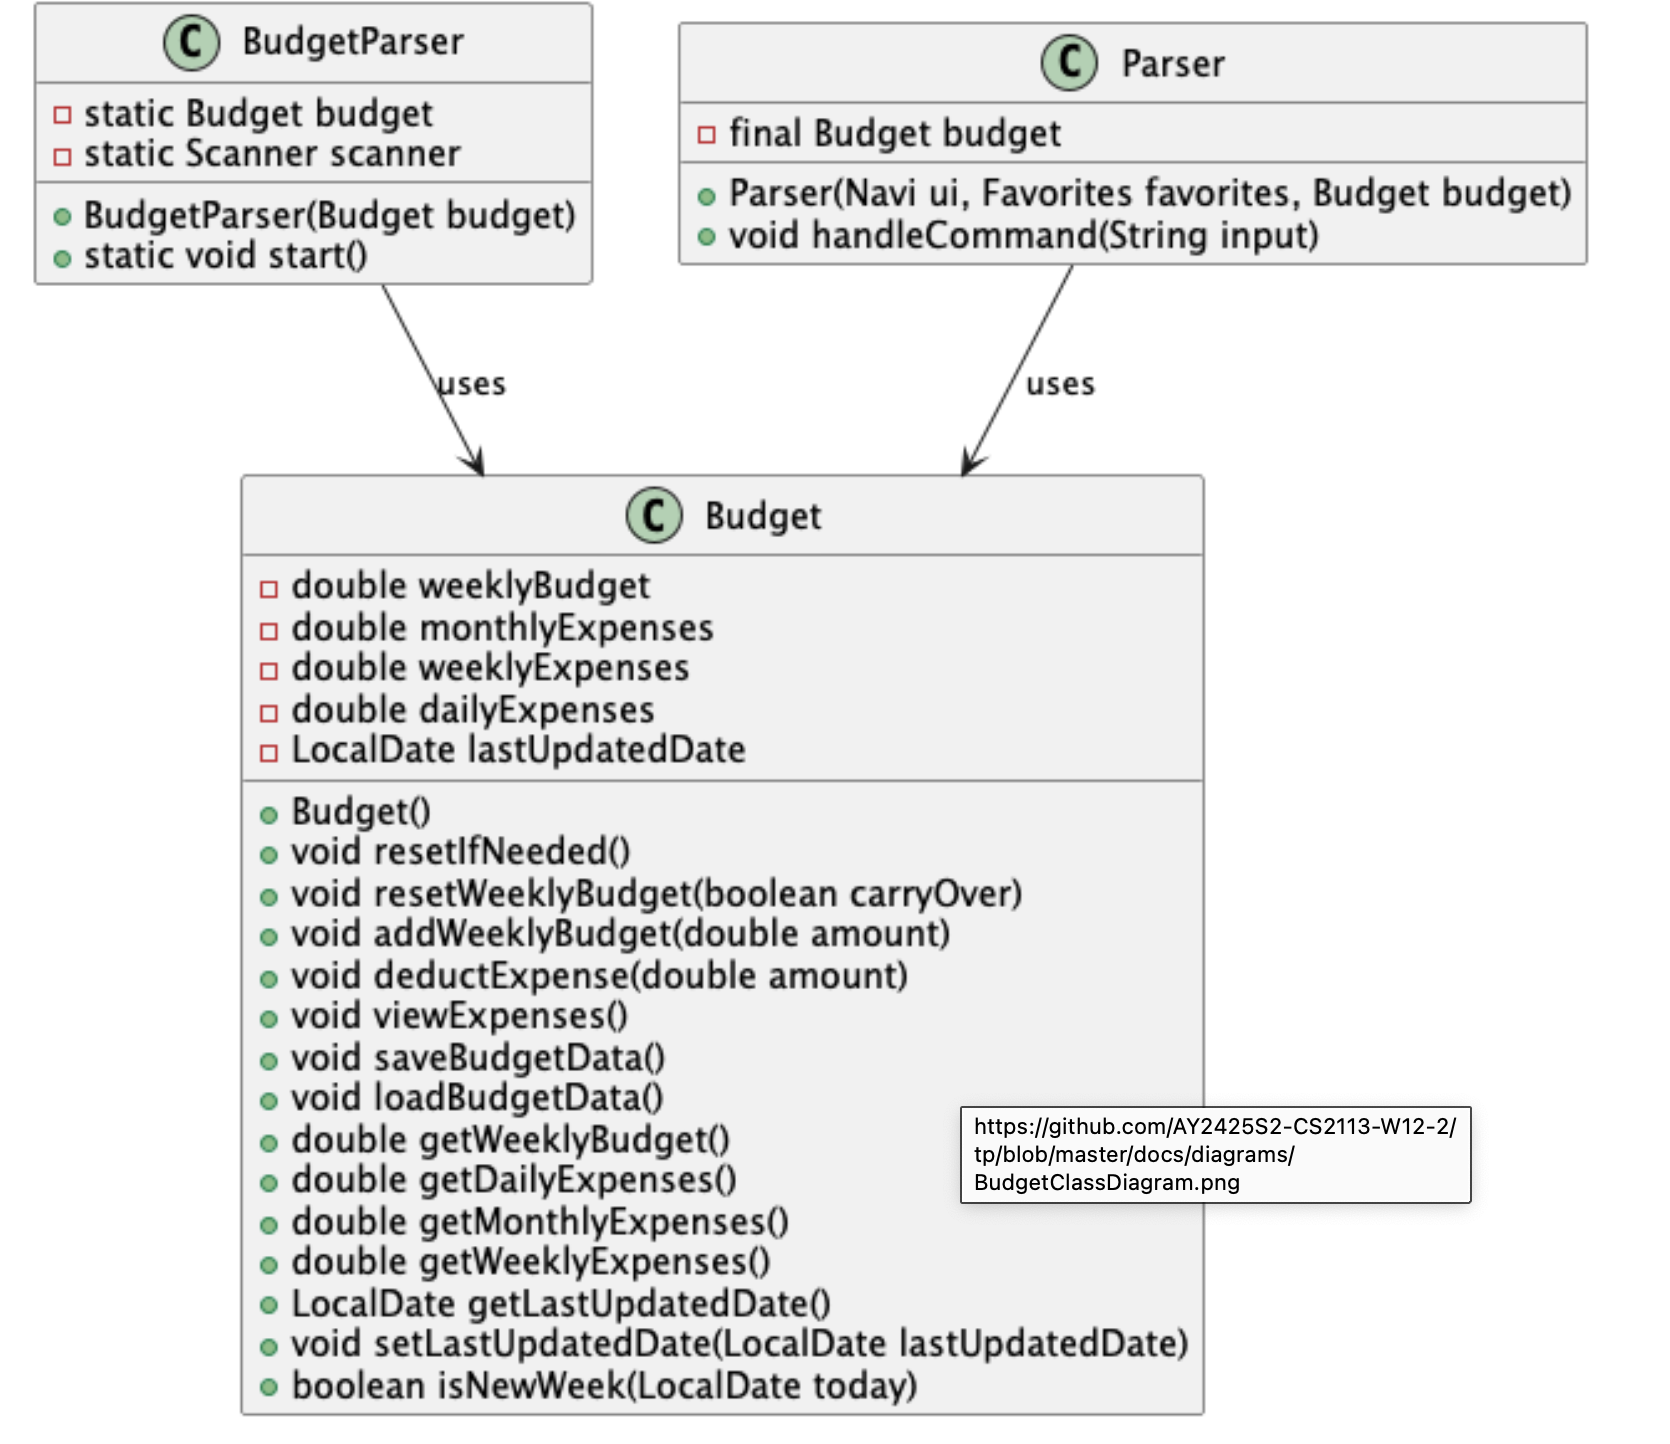 C BudgetParser
static Budget budget
static Scanner scanner
BudgetParser(Budget budget)
static void start()
C Parser
final Budget budget
Parser(Navi ui, Favorites favorites, Budget budget)
void handleCommand(String input)
uses
uses
C Budget
double weeklyBudget
double monthlyExpenses
double weeklyExpenses
double dailyExpenses
LocalDate lastUpdatedDate
Budget()
void resetIfNeeded()
void resetWeeklyBudget(boolean carryOver)
void addWeeklyBudget(double amount)
void deductExpense(double amount)
void viewExpenses()
void saveBudgetData()
void loadBudgetData()
double getWeeklyBudget()
double getDailyExpenses()
double getMonthlyExpenses()
double getWeeklyExpenses()
LocalDate getLastUpdatedDate()
void setLastUpdatedDate(LocalDate lastUpdatedDate)
boolean isNewWeek(LocalDate today)
https://github.com/AY2425S2-CS2113-W12-2/
tp/blob/master/docs/diagrams/
BudgetClassDiagram.png